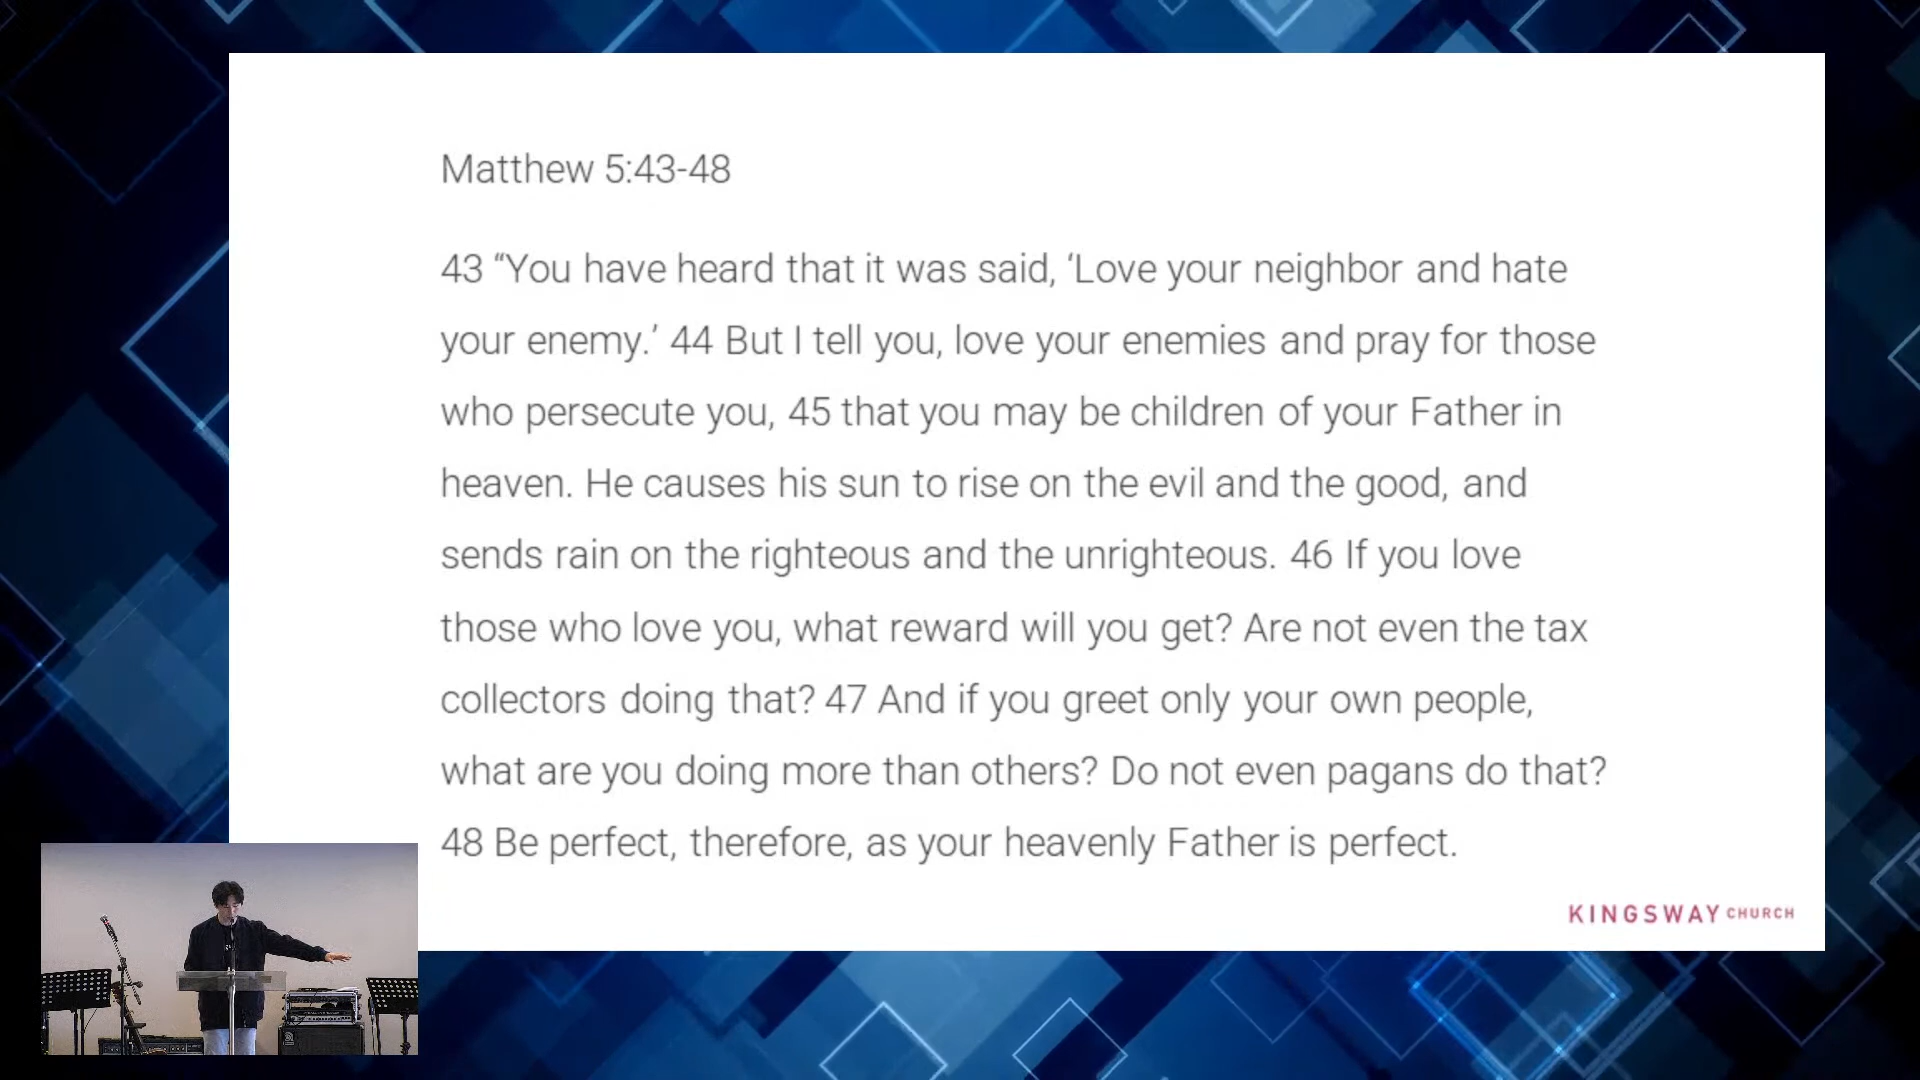 Matthew 5:43-48
43 “You have heard that it was said, ‘Love your neighbor and hate
your enemy.’ 44 But I tell you, love your enemies and pray for those
who persecute you, 45 that you may be children of your Father in
heaven. He causes his sun to rise on the evil and the good, and
sends rain on the righteous and the unrighteous. 46 If you love
those who love you, what reward will you get? Are not even the tax
collectors doing that? 47 And if you greet only your own people,
what are you doing more than others? Do not even pagans do that?
48 Be perfect, therefore, as your heavenly Father is perfect.
KINGSWAY CHURCH